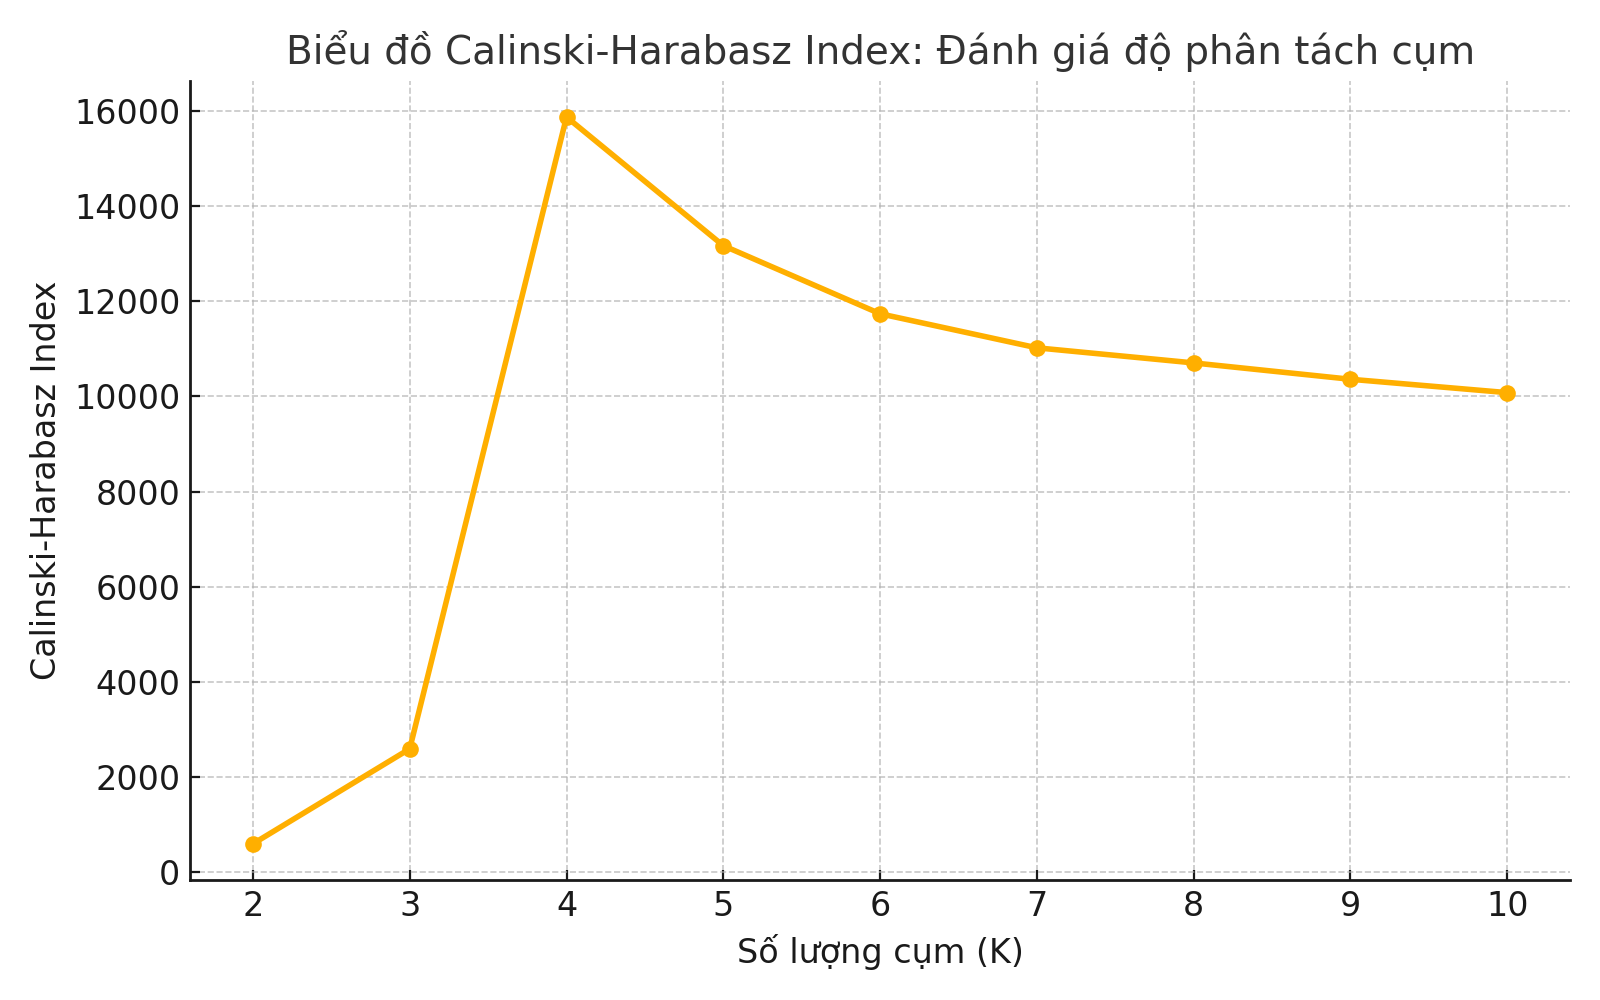 Biểu đồ Calinski-Harabasz Index: Đánh giá độ phân tách cụm
Calinski-Harabasz Index
16000
14000
12000
10000
8000
6000
4000
2000
0
2 3 4 5 6 7 8 9 10
Số lượng cụm (K)